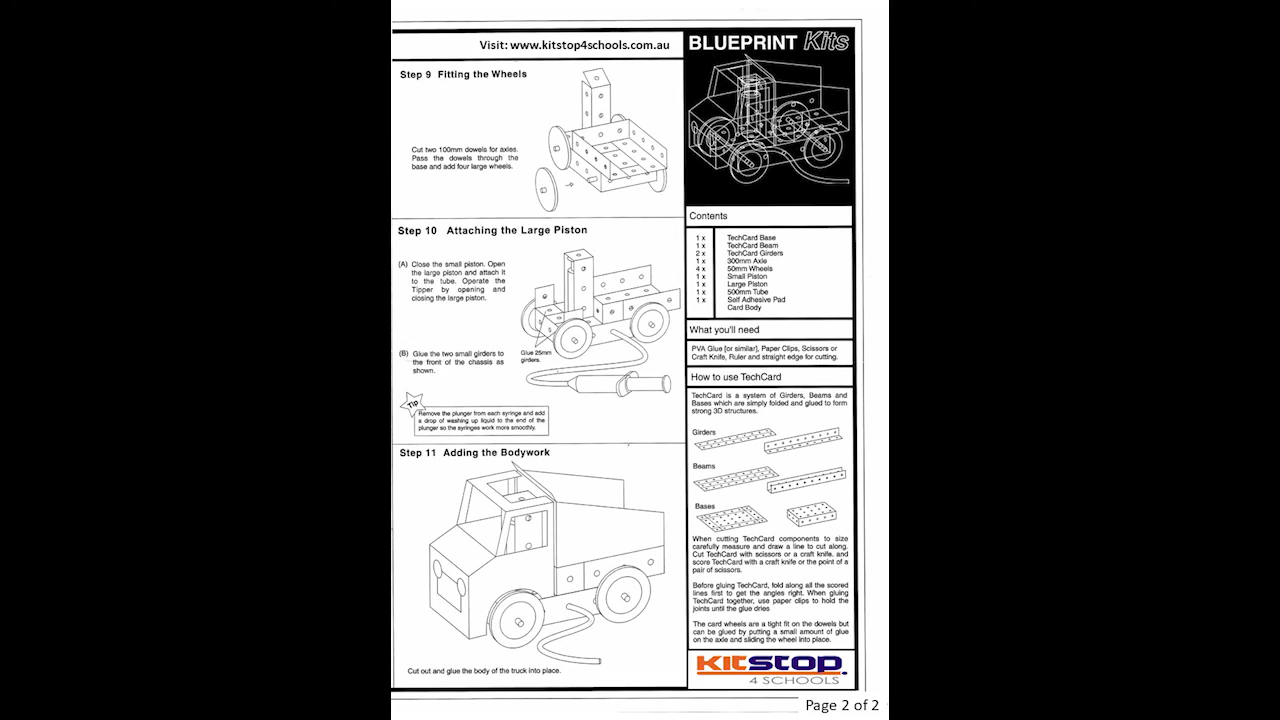 Visit: www.kitstop4schools.com.au
Step 9 Fitting the Wheels
Cut two 100mm dowels for axles.
Pass the dowels through the
base and add four large wheels.
Step 10 Attaching the Large Piston
(A) Close the small piston. Open
the large piston and attach it
to the tube. Operate the
Tipper by opening and
closing the large piston.
(B) Glue the two small girders to
the front of the chassis as
shown.
Glue 25mm
girders.
Tip
Remove the plunger from each syringe and add
a drop of washing up liquid to the end of the
plunger so the syringes work more smoothly.
Step 11 Adding the Bodywork
Cut out and glue the body of the truck into place.
BLUEPRINT Kits
Contents
1 x TechCard Base
1 x TechCard Beam
2 x TechCard Girders
1 x 300mm Axle
4 x 50mm Wheels
1 x Small Piston
1 x Large Piston
1 x 500mm Tube
1 x Self Adhesive Pad
Card Body
What you'll need
PVA Glue [or similar], Paper Clips, Scissors or
Craft Knife, Ruler and straight edge for cutting.
How to use TechCard
TechCard is a system of Girders, Beams and
Bases which are simply folded and glued to form
strong 3D structures.
Girders
Beams
Bases
When cutting TechCard components to size
carefully measure and draw a line to cut along.
Cut TechCard with scissors or a craft knife. and
score TechCard with a craft knife or the point of a
pair of scissors.
Before gluing TechCard, fold along all the scored
lines first to get the angles right. When gluing
TechCard together, use paper clips to hold the
joints until the glue dries
The card wheels are a tight fit on the dowels but
can be glued by putting a small amount of glue
on the axle and sliding the wheel into place.
KITSTOP.
4 SCHOOLS
Page 2 of 2